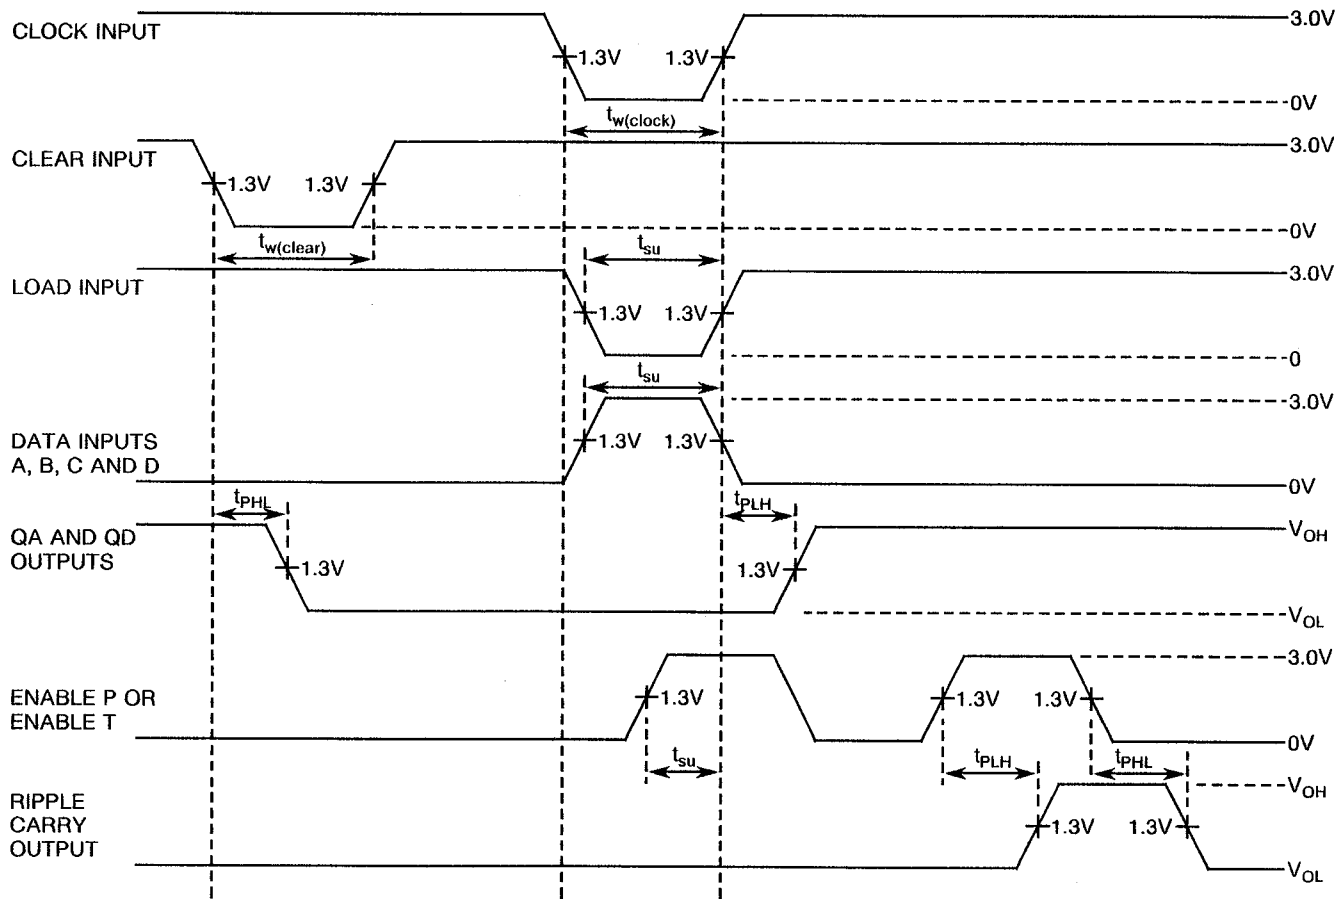 3.0V
CLOCK INPUT
1.3V 1.3V
0V
tw(clock)
3.0V
CLEAR INPUT
1.3V 1.3V
0V
tw(clear)
tsu
3.0V
LOAD INPUT
1.3V 1.3V
0
tsu
3.0V
DATA INPUTS
A, B, C AND D
1.3V 1.3V
0V
tPHL tPLH
QA AND QD
OUTPUTS
VOH
1.3V 1.3V
VOL
3.0V
ENABLE P OR
ENABLE T
1.3V 1.3V 1.3V
0V
tsu tPLH tPHL
VOH
RIPPLE
CARRY
OUTPUT
1.3V 1.3V
VOL